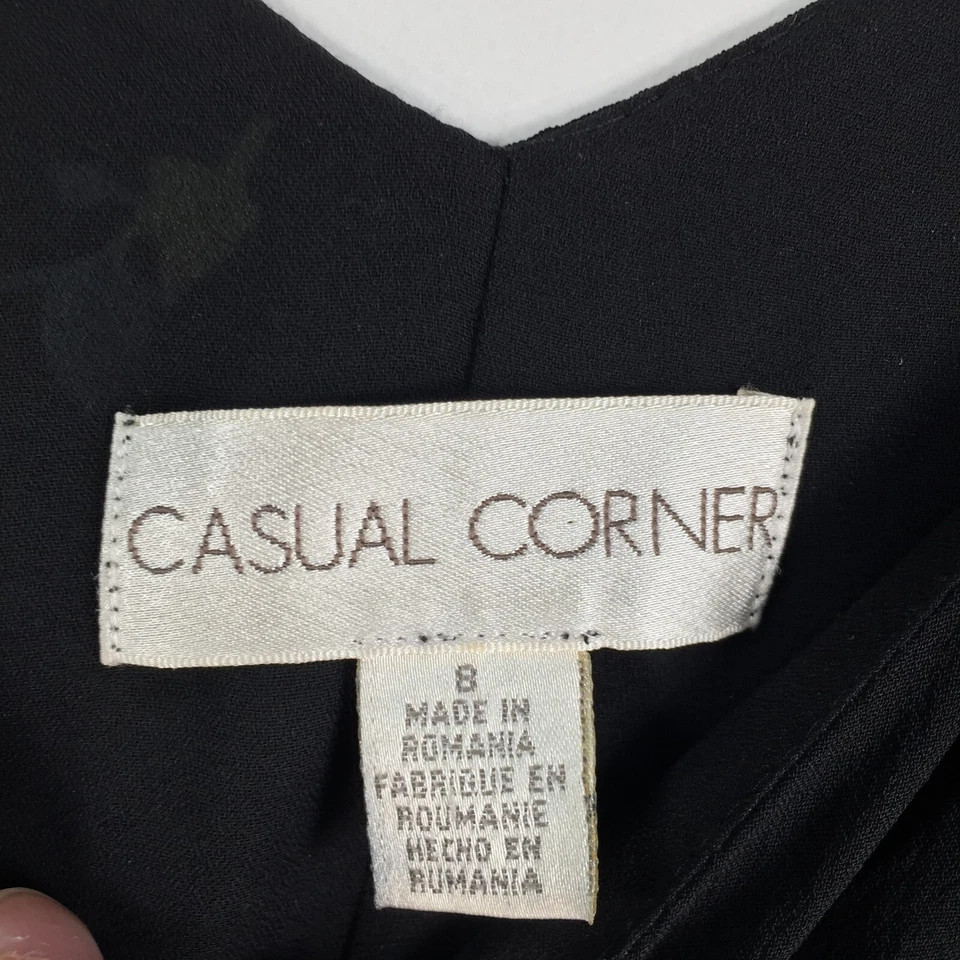 CASUAL CORNER
8
MADE IN
ROMANIA
FABRIQUE EN
ROUMANIE
HECHO EN
RUMANIA